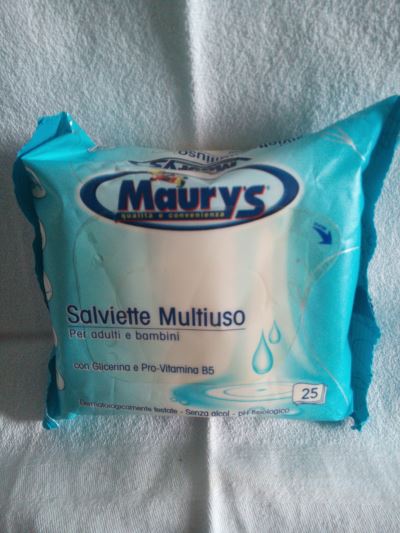 Maury's
qualità e convenienza
Salviette Multiuso
Per adulti e bambini
con Glicerina e Pro-Vitamina B5
25
Dermatologicamente testate - Senza alcol - pH fisiologico